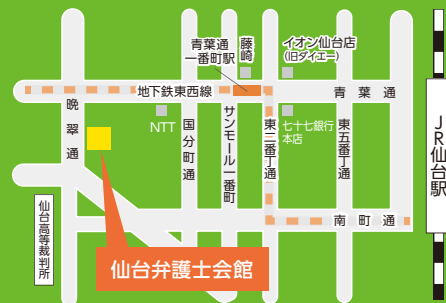 青葉通
一番町駅
藤崎
イオン仙台店
(旧ダイエー)
地下鉄東西線
青葉通
晩翠通
NTT
国分町通
サンモール一番町
東二番丁通
七十七銀行
本店
東五番丁通
JR仙台駅
仙台高等裁判所
南町通
仙台弁護士会館